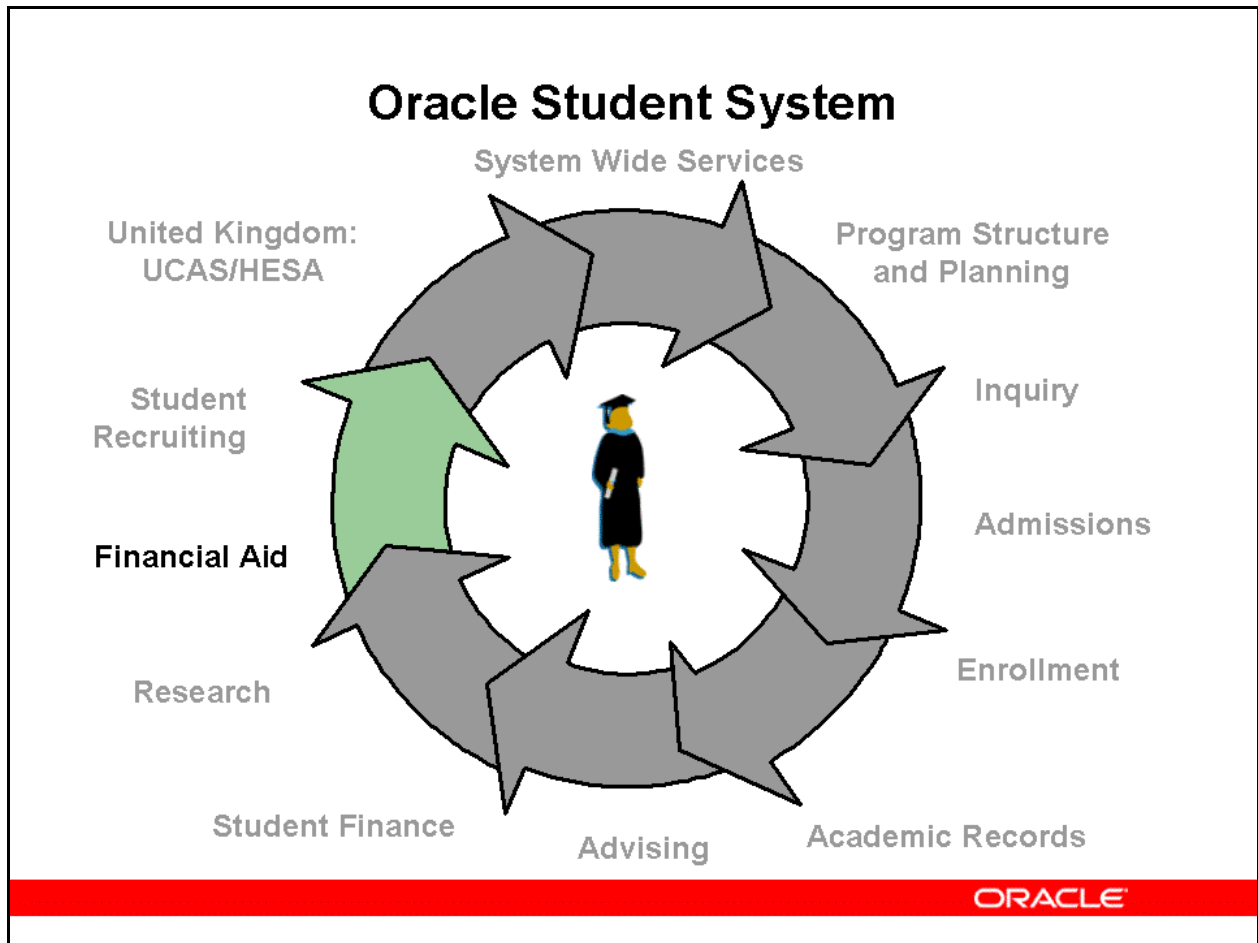 Oracle Student System
System Wide Services
United Kingdom:
UCAS/HESA
Program Structure
and Planning
Student
Recruiting
Inquiry
Admissions
Financial Aid
Enrollment
Research
Student Finance
Advising
Academic Records
ORACLE